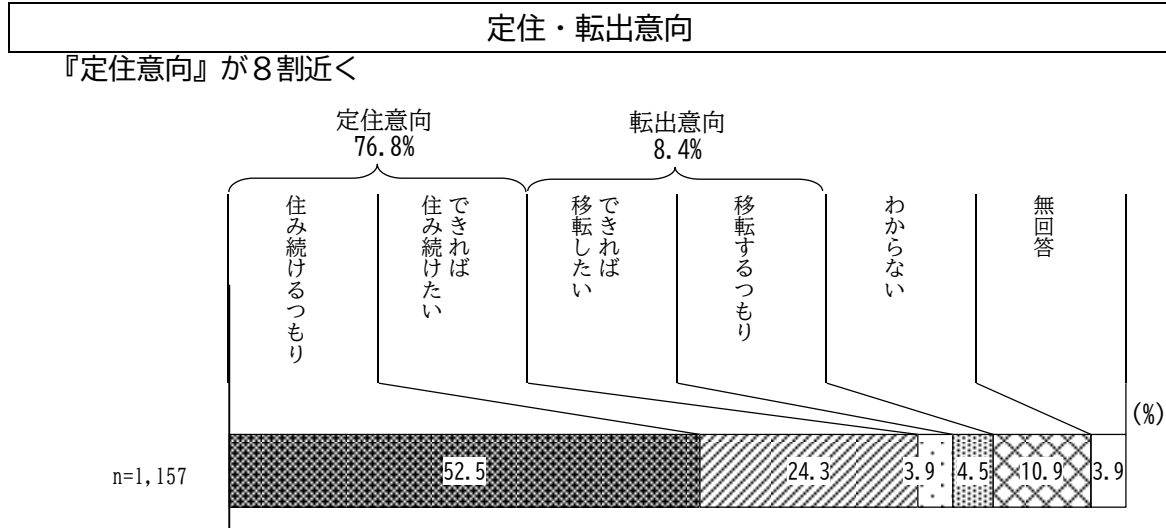 定住・転出意向
『定住意向』が８割近く
定住意向
76.8%
転出意向
8.4%
住み続けるつもり
できれば
住み続けたい
できれば
移転したい
移転するつもり
わからない
無回答
(%)
n=1,157
52.5
24.3
3.9
4.5
10.9
3.9